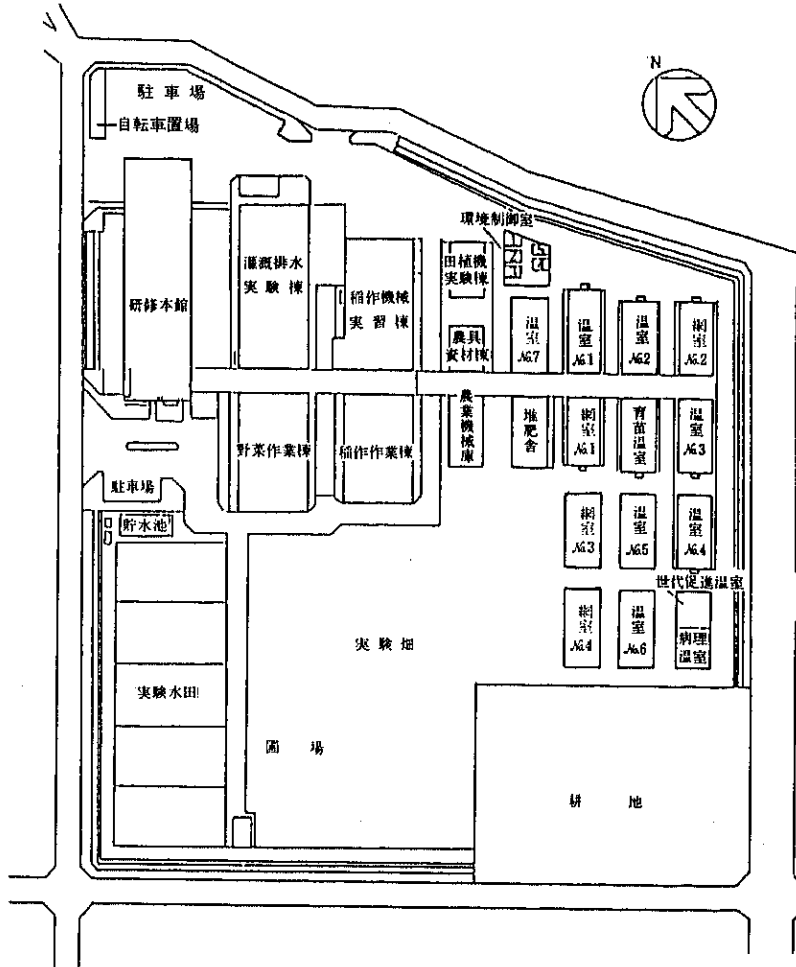 N
駐車場
自転車置場
環境制御室
灌漑排水
実験棟
田植機
実験棟
研修本館
稲作機械
実習棟
農具
資材棟
温室
No.7
温室
No.1
温室
No.2
網室
No.2
農業機械庫
堆肥舎
網室
No.1
育苗温室
温室
No.3
野菜作業棟
稲作作業棟
駐車場
貯水池
網室
No.3
温室
No.5
温室
No.4
世代促進温室
網室
No.4
温室
No.6
病理
温室
実験畑
実験水田
圃場
耕地